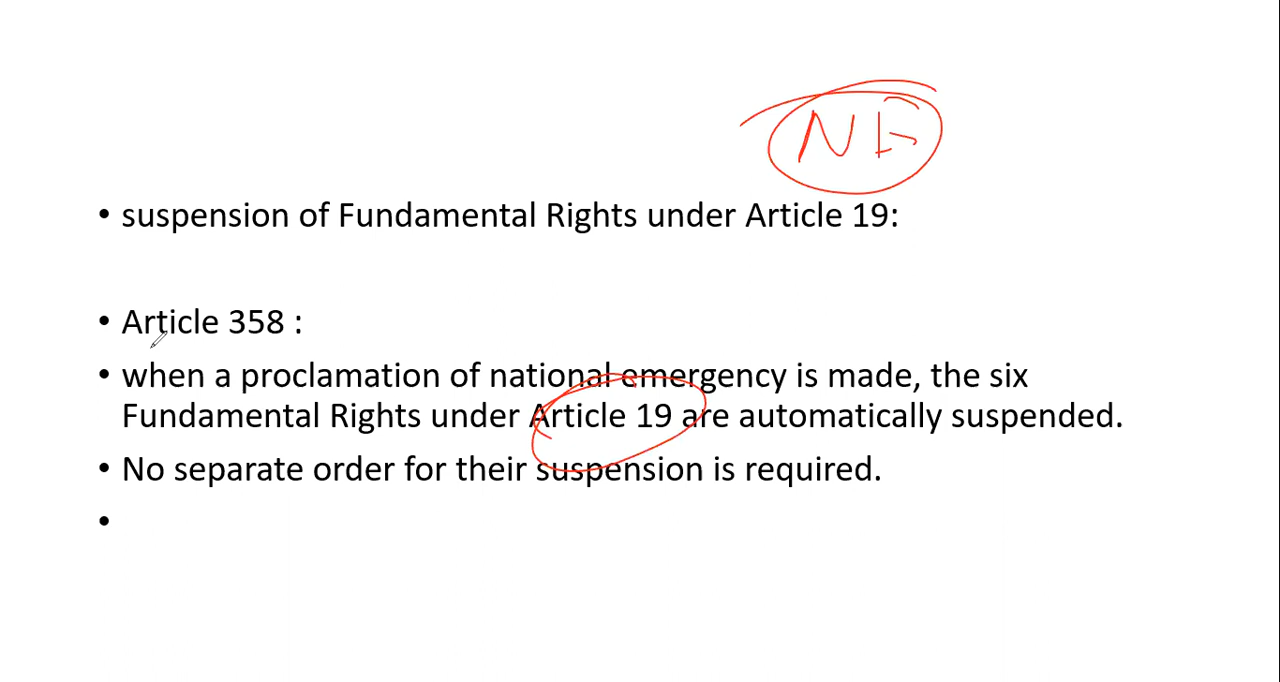 NE
• suspension of Fundamental Rights under Article 19:
• Article 358 :
• when a proclamation of national emergency is made, the six
Fundamental Rights under Article 19 are automatically suspended.
• No separate order for their suspension is required.
•